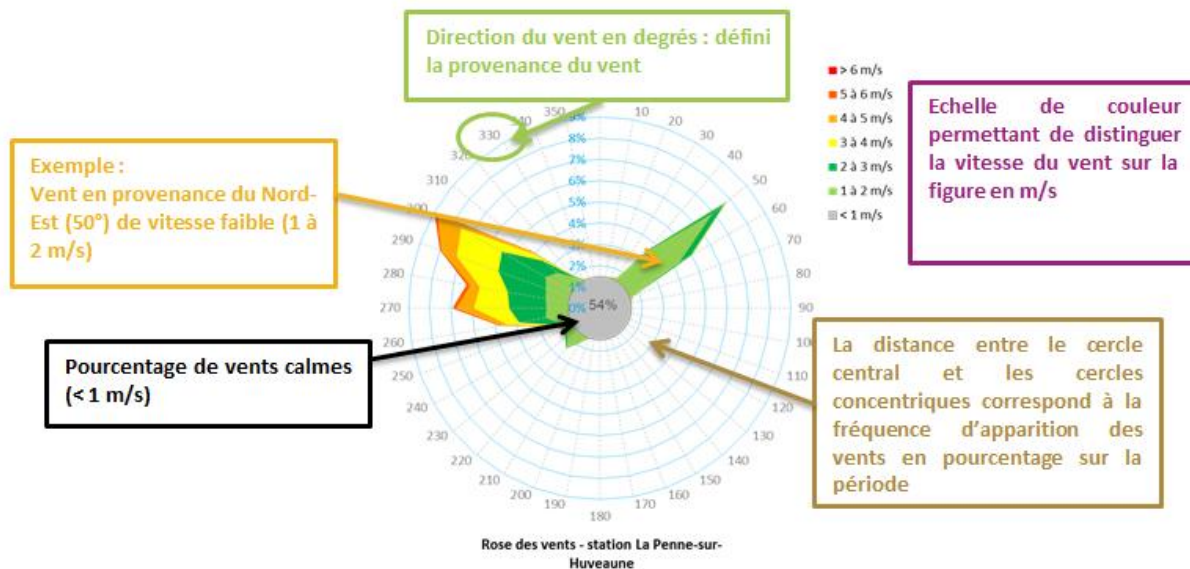 Direction du vent en degrés : défini
la provenance du vent
> 6 m/s
5 à 6 m/s
4 à 5 m/s
3 à 4 m/s
2 à 3 m/s
1 à 2 m/s
< 1 m/s
Echelle de couleur
permettant de distinguer
la vitesse du vent sur la
figure en m/s
Exemple :
Vent en provenance du Nord-
Est (50°) de vitesse faible (1 à
2 m/s)
350
10
20
30
40
50
60
70
80
90
110
120
130
140
150
160
170
180
190
200
210
220
230
240
250
260
270
280
290
310
320
330
9%
8%
7%
6%
5%
4%
2%
1%
0%
54%
Pourcentage de vents calmes
(< 1 m/s)
La distance entre le cercle
central et les cercles
concentriques correspond à la
fréquence d'apparition des
vents en pourcentage sur la
période
Rose des vents - station La Penne-sur-
Huveaune